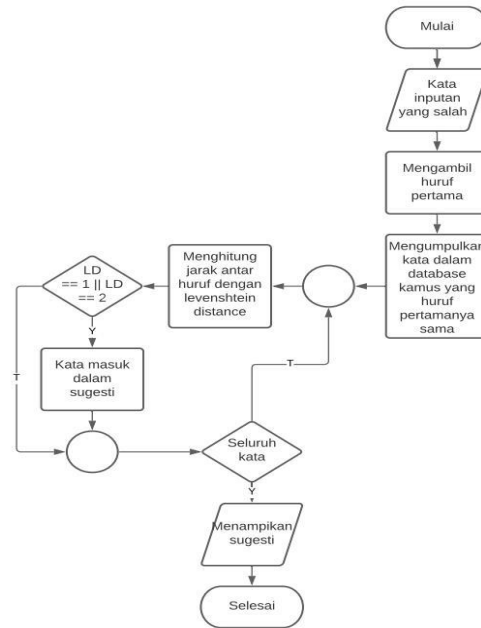 Mulai
Kata
inputan
yang salah
Mengambil
huruf
pertama
Mengumpulkan
kata dalam
database
kamus yang
huruf
pertamanya
sama
Menghitung
jarak antar
huruf dengan
levenshtein
distance
LD
== 1 || LD
== 2
Y
T
Kata masuk
dalam
sugesti
Seluruh
kata
T
Y
Menampikan
sugesti
Selesai